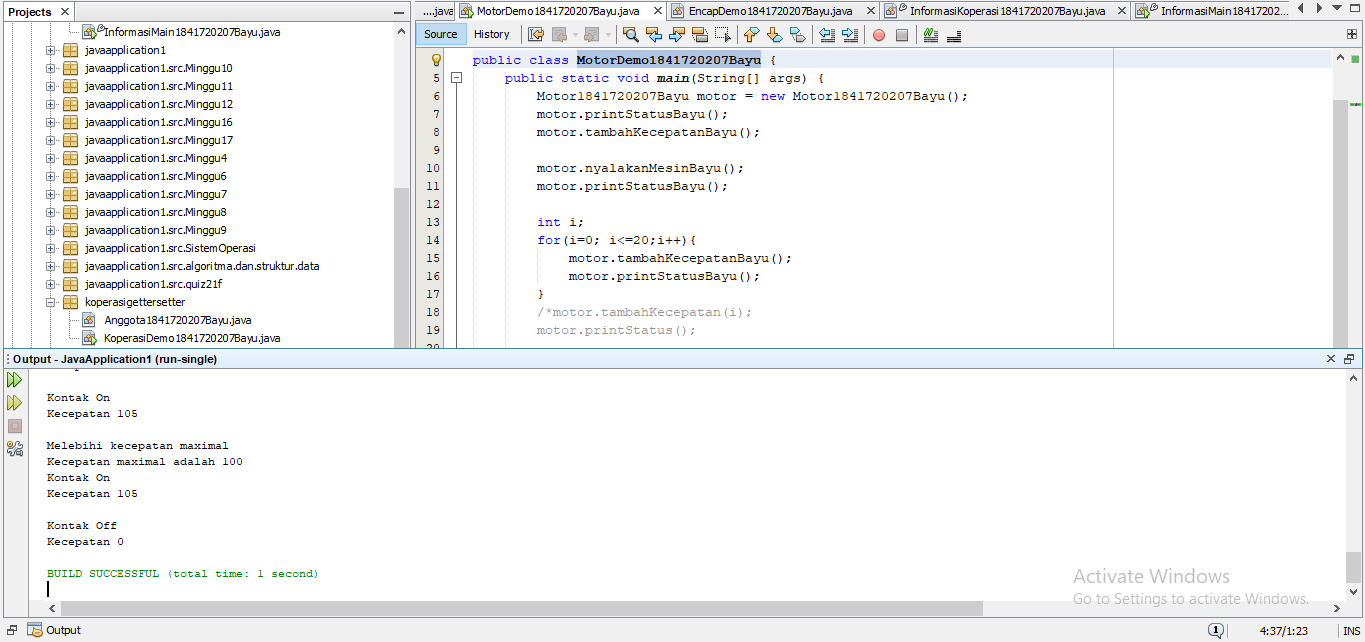 Projects
InformasiMain1841720207Bayu.java
javaapplication1
javaapplication1.src.Minggu10
javaapplication1.src.Minggu11
javaapplication1.src.Minggu12
javaapplication1.src.Minggu16
javaapplication1.src.Minggu17
javaapplication1.src.Minggu4
javaapplication1.src.Minggu6
javaapplication1.src.Minggu7
javaapplication1.src.Minggu8
javaapplication1.src.Minggu9
javaapplication1.src.SistemOperasi
javaapplication1.src.algoritma.dan.struktur.data
javaapplication1.src.quiz21f
koperasigettersetter
Anggota1841720207Bayu.java
KoperasiDemo1841720207Bayu.java
....java MotorDemo1841720207Bayu.java EncapDemo1841720207Bayu.java InformasiKoperasi1841720207Bayu.java InformasiMain18417202...
Source History
public class MotorDemo1841720207Bayu {
5 public static void main(String[] args) {
6 Motor1841720207Bayu motor = new Motor1841720207Bayu();
7 motor.printStatusBayu();
8 motor.tambahKecepatanBayu();
9
10 motor.nyalakanMesinBayu();
11 motor.printStatusBayu();
12
13 int i;
14 for(i=0; i<=20;i++){
15 motor.tambahKecepatanBayu();
16 motor.printStatusBayu();
17 }
18 /*motor.tambahKecepatan(i);
19 motor.printStatus();
20
Output - JavaApplication1 (run-single)
Kontak On
Kecepatan 105
Melebihi kecepatan maximal
Kecepatan maximal adalah 100
Kontak On
Kecepatan 105
Kontak Off
Kecepatan 0
BUILD SUCCESSFUL (total time: 1 second)
Activate Windows
Go to Settings to activate Windows.
Output
1 4:37/1:23 INS